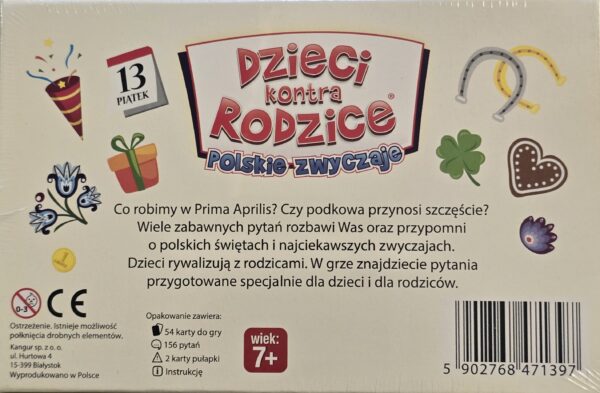 13
PIĄTEK
DZIECI
kontra
RODZICE®
POLSKIE ZWYCZAJE
Co robimy w Prima Aprilis? Czy podkowa przynosi szczęście?
Wiele zabawnych pytań rozbawi Was oraz przypomni
o polskich świętach i najciekawszych zwyczajach.
Dzieci rywalizują z rodzicami. W grze znajdziecie pytania
przygotowane specjalnie dla dzieci i dla rodziców.
0-3
CE
Ostrzeżenie. Istnieje możliwość
połknięcia drobnych elementów.
Kangur sp. z o. o.
ul. Hurtowa 4
15-399 Białystok
Wyprodukowano w Polsce
Opakowanie zawiera:
54 karty do gry
156 pytań
2 karty pułapki
Instrukcję
wiek:
7+
5 902768 471397